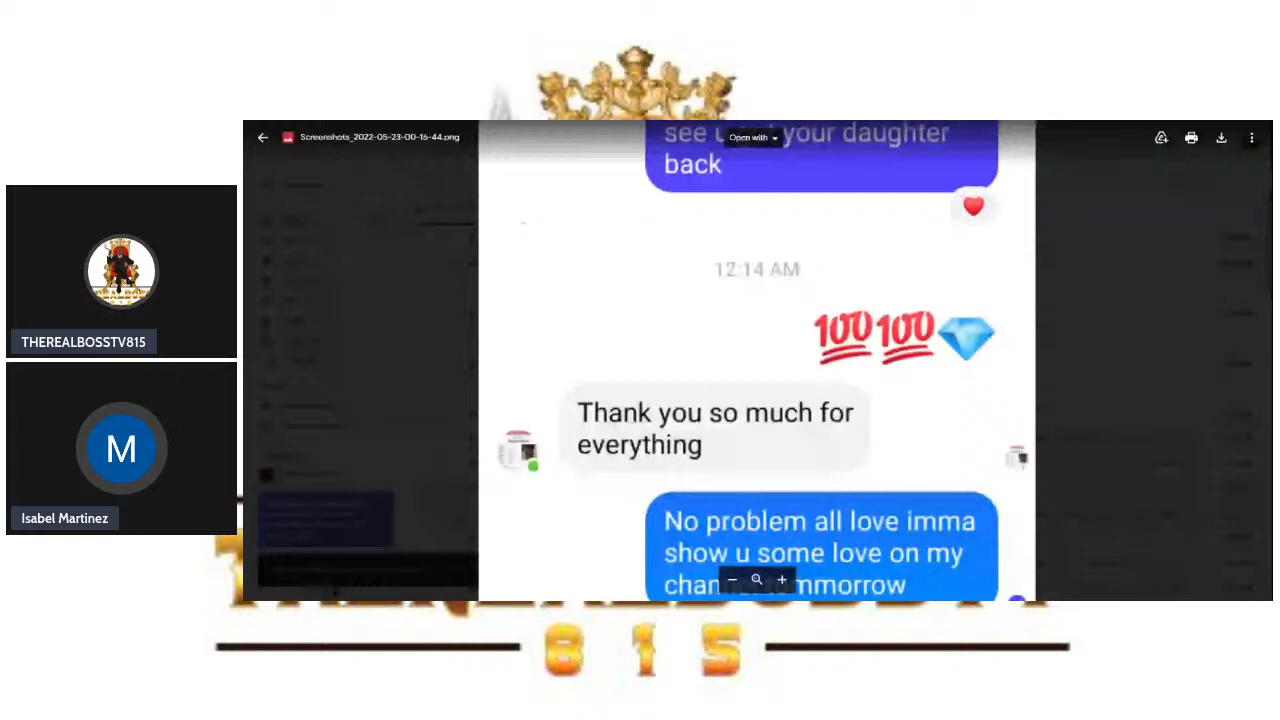 Screenshots_2022-05-23-00-16-44.png
Open with
see your daughter
back
12:14 AM
Thank you so much for
everything
No problem all love imma
show u some love on my
mmorrow
THEREALBOSSTV815
M
Isabel Martinez
8 1 5